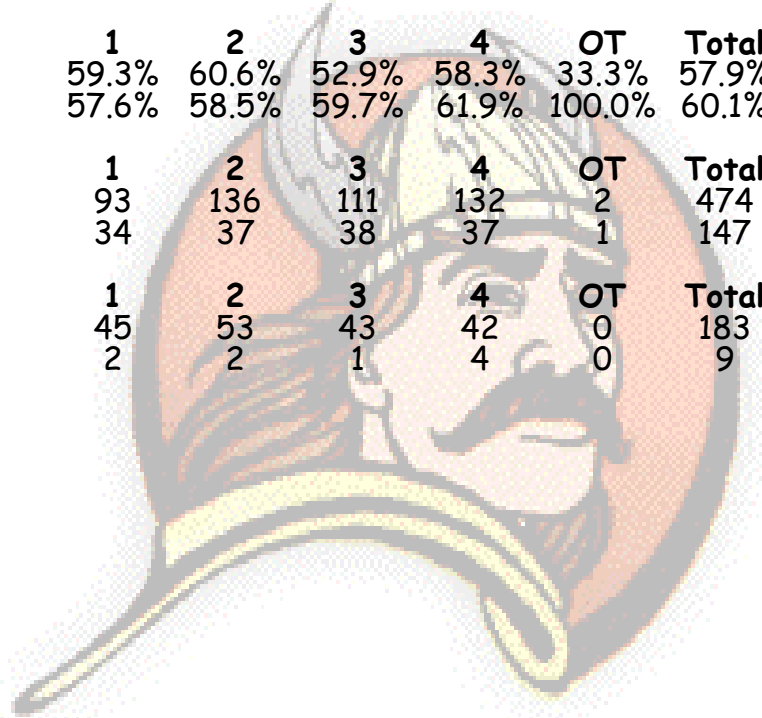 1 2 3 4 OT Total
59.3% 60.6% 52.9% 58.3% 33.3% 57.9%
57.6% 58.5% 59.7% 61.9% 100.0% 60.1%
1 2 3 4 OT Total
93 136 111 132 2 474
34 37 38 37 1 147
1 2 3 4 OT Total
45 53 43 42 0 183
2 2 1 4 0 9